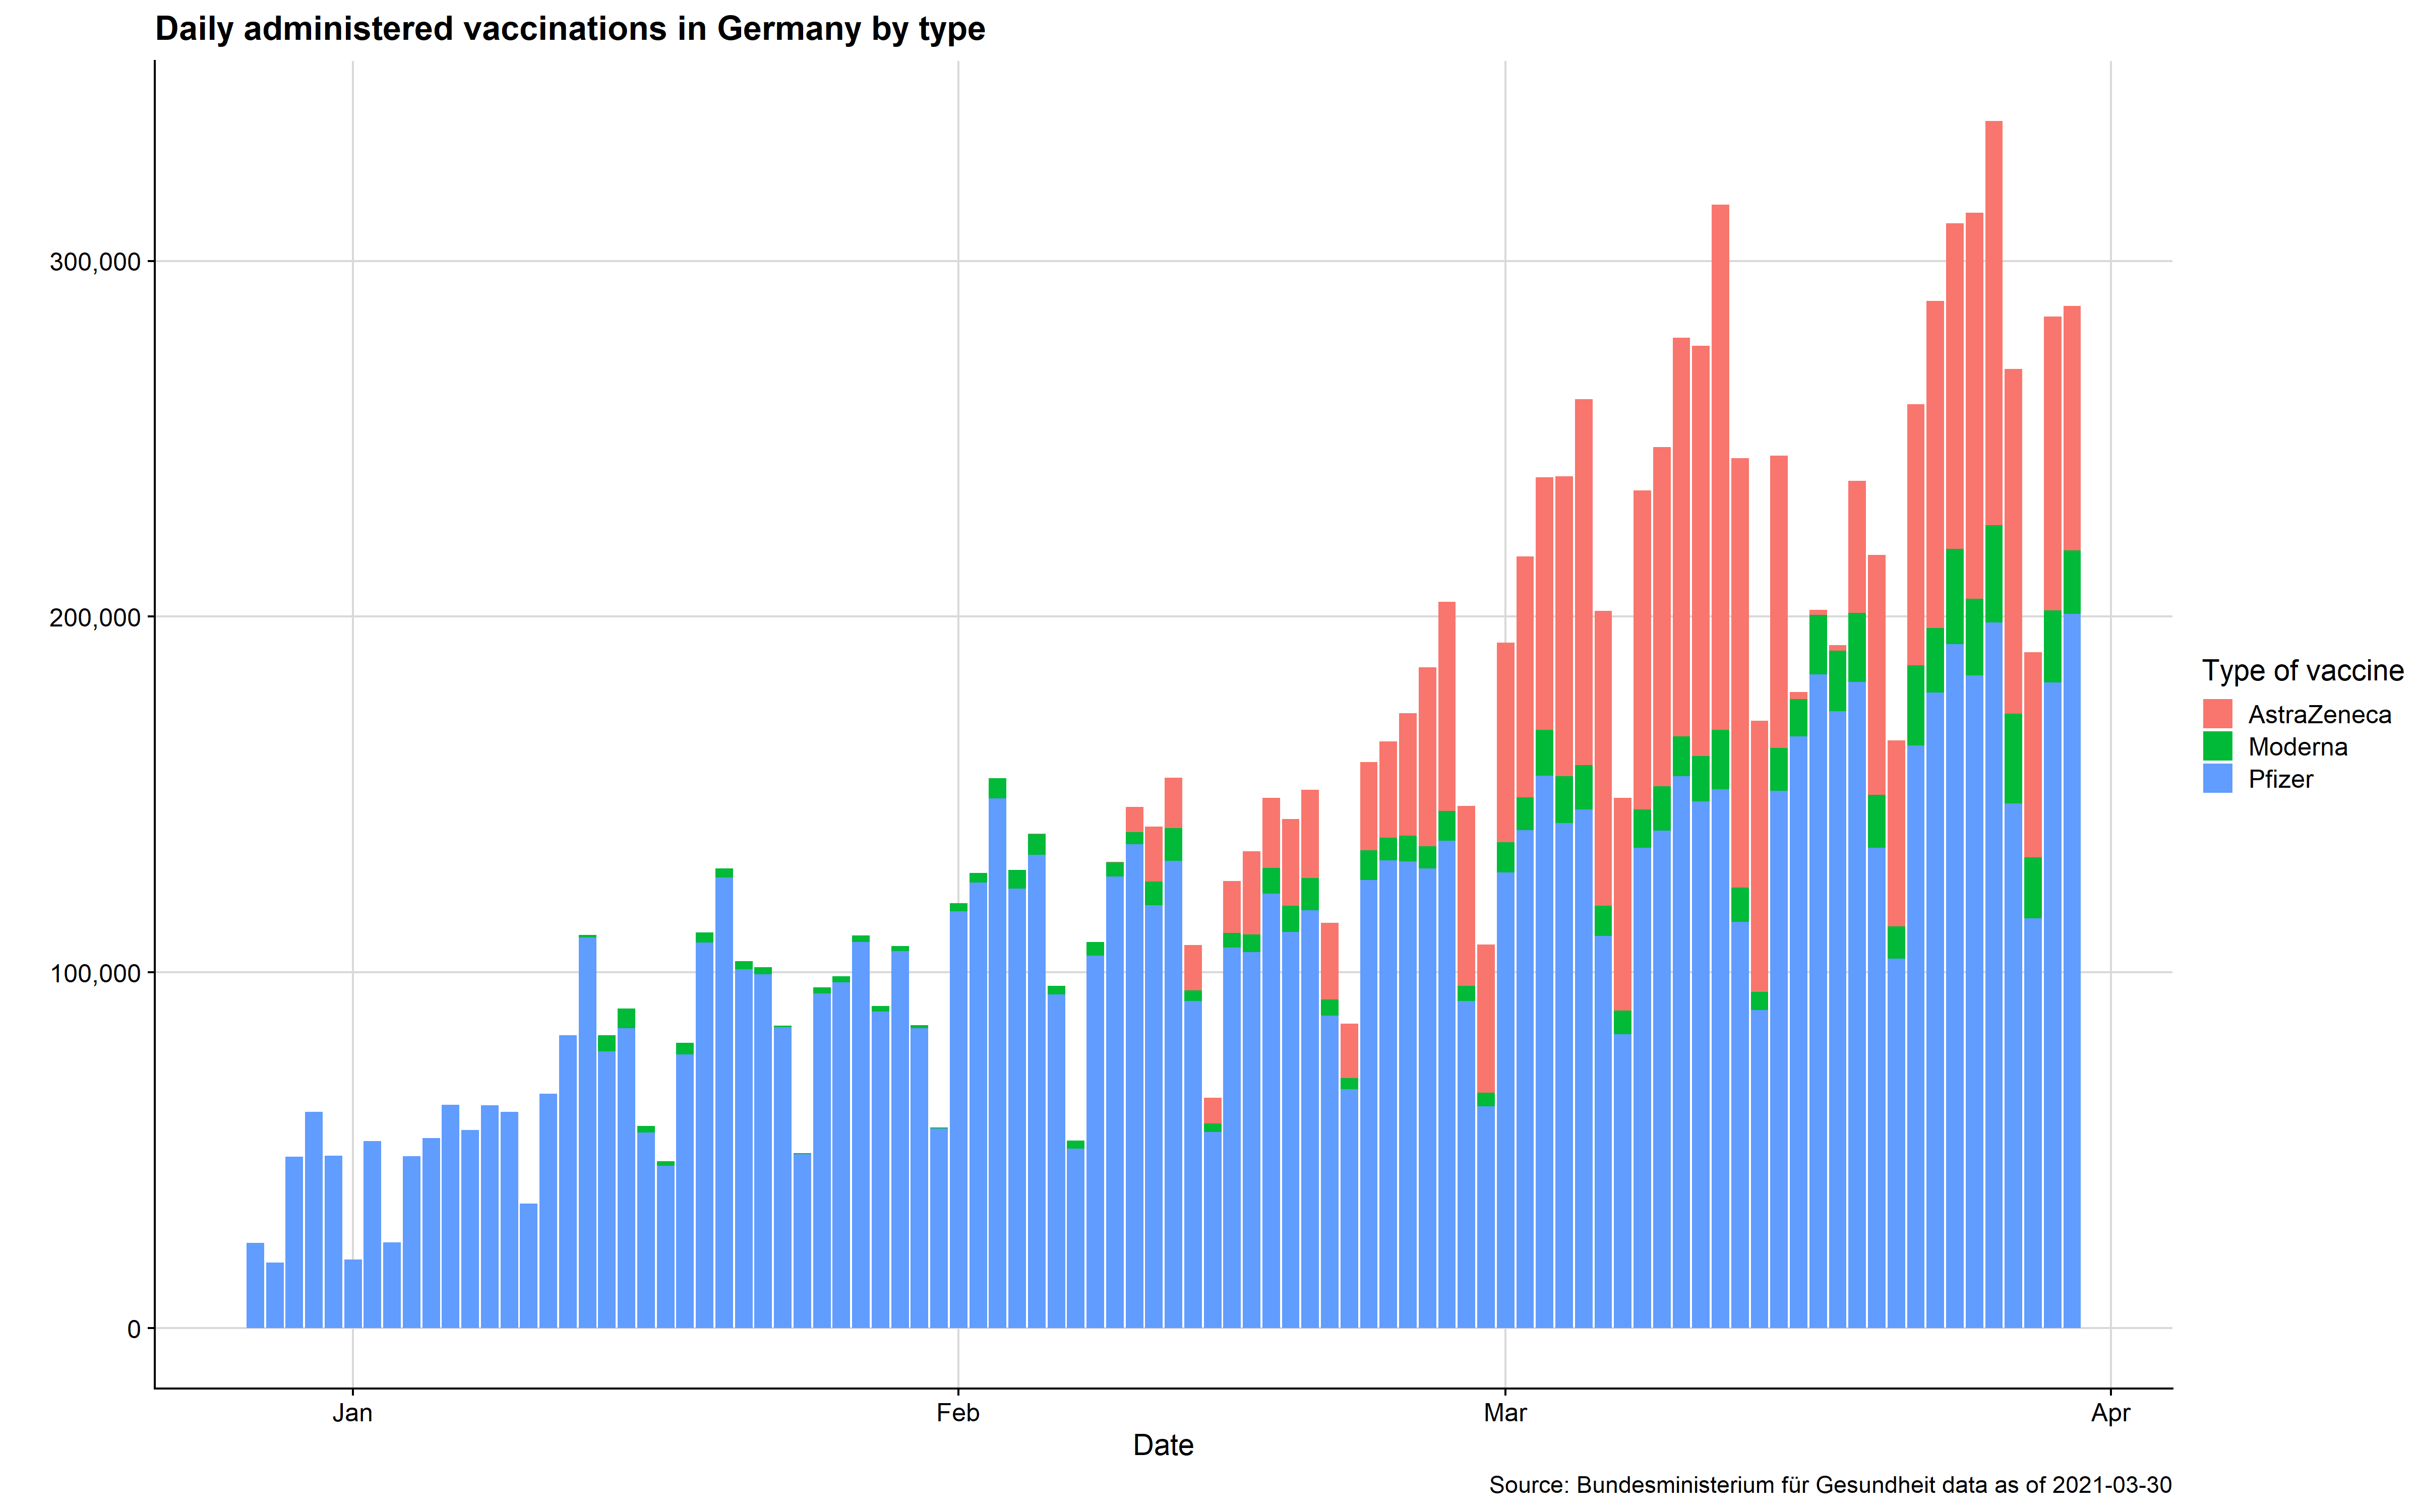 Daily administered vaccinations in Germany by type
300,000
200,000
100,000
0
Jan Feb Mar Apr
Date
Type of vaccine
AstraZeneca
Moderna
Pfizer
Source: Bundesministerium für Gesundheit data as of 2021-03-30